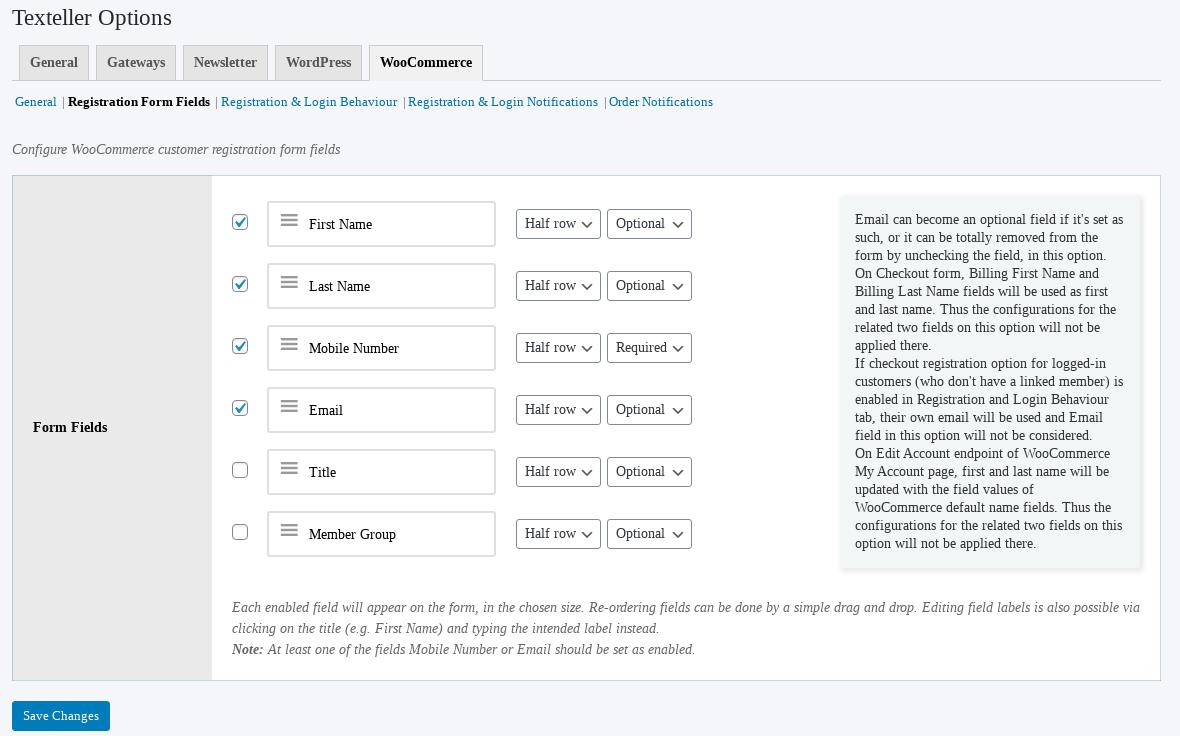 Texteller Options
General Gateways Newsletter WordPress WooCommerce
General | Registration Form Fields | Registration & Login Behaviour | Registration & Login Notifications | Order Notifications
Configure WooCommerce customer registration form fields
Form Fields
First Name Half row Optional
Last Name Half row Optional
Mobile Number Half row Required
Email Half row Optional
Title Half row Optional
Member Group Half row Optional
Email can become an optional field if it's set as
such, or it can be totally removed from the
form by unchecking the field, in this option.
On Checkout form, Billing First Name and
Billing Last Name fields will be used as first
and last name. Thus the configurations for the
related two fields on this option will not be
applied there.
If checkout registration option for logged-in
customers (who don't have a linked member) is
enabled in Registration and Login Behaviour
tab, their own email will be used and Email
field in this option will not be considered.
On Edit Account endpoint of WooCommerce
My Account page, first and last name will be
updated with the field values of
WooCommerce default name fields. Thus the
configurations for the related two fields on this
option will not be applied there.
Each enabled field will appear on the form, in the chosen size. Re-ordering fields can be done by a simple drag and drop. Editing field labels is also possible via
clicking on the title (e.g. First Name) and typing the intended label instead.
Note: At least one of the fields Mobile Number or Email should be set as enabled.
Save Changes